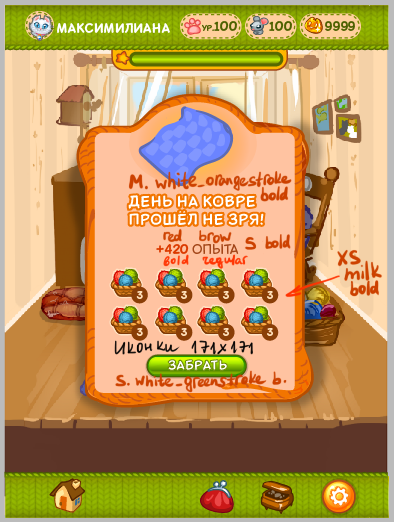 МАКСИМИЛИАНА УР.100 100 9999
M. white_orangestroke
bold
ДЕНЬ НА КОВРЕ
ПРОШЁЛ НЕ ЗРЯ!
red brow
+420 ОПЫТА S bold
bold regular
XS
milk
bold
3 3 3 3
3 3 3 3
Иконки 171x171
ЗАБРАТЬ
S. white_greenstroke b.